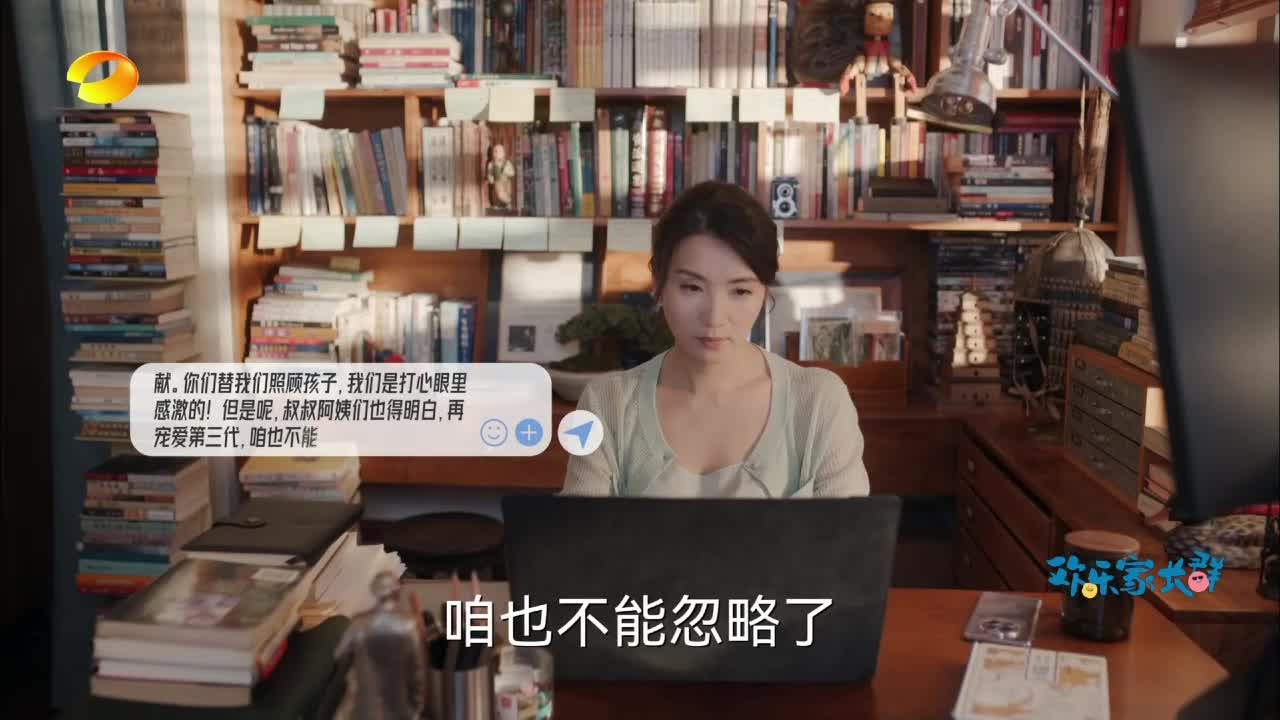 献。你们替我们照顾孩子，我们是打心眼里
感激的！但是呢，叔叔阿姨们也得明白，再
宠爱第三代，咱也不能
欢乐家长群
咱也不能忽略了